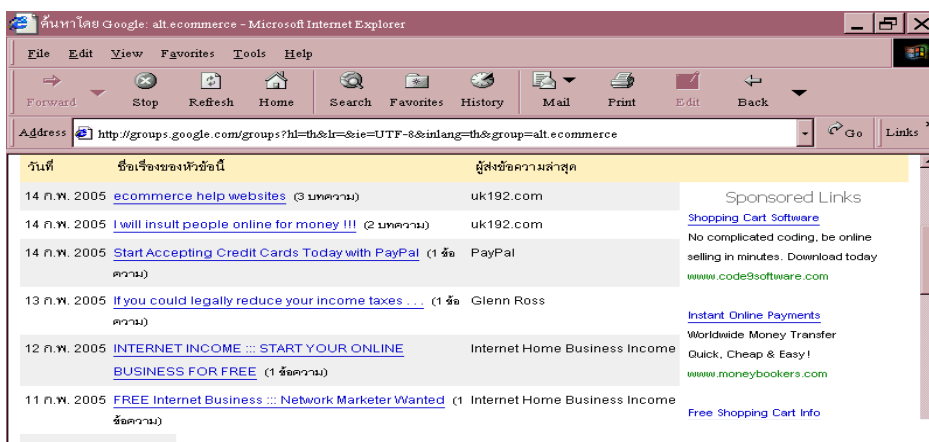 ค้นหาโดย Google: alt.ecommerce - Microsoft Internet Explorer
File Edit View Favorites Tools Help
Forward Stop Refresh Home Search Favorites History Mail Print Edit Back
Address http://groups.google.com/groups?hl=th&lr=&ie=UTF-8&inlang=th&group=alt.ecommerce Go Links
วันที่ ชื่อเรื่องของหัวข้อนี้ ผู้ส่งข้อความล่าสุด
14 ก.พ. 2005 ecommerce help websites (3 บทความ) uk192.com
14 ก.พ. 2005 I will insult people online for money !!! (2 บทความ) uk192.com
14 ก.พ. 2005 Start Accepting Credit Cards Today with PayPal (1 ข้อ PayPal
ความ)
13 ก.พ. 2005 If you could legally reduce your income taxes . . . (1 ข้อ Glenn Ross
ความ)
12 ก.พ. 2005 INTERNET INCOME ::: START YOUR ONLINE Internet Home Business Income
BUSINESS FOR FREE (1 ข้อความ)
11 ก.พ. 2005 FREE Internet Business ::: Network Marketer Wanted (1 Internet Home Business Income
ข้อความ)
Sponsored Links
Shopping Cart Software
No complicated coding, be online
selling in minutes. Download today
www.code9software.com
Instant Online Payments
Worldwide Money Transfer
Quick, Cheap & Easy!
www.moneybookers.com
Free Shopping Cart Info